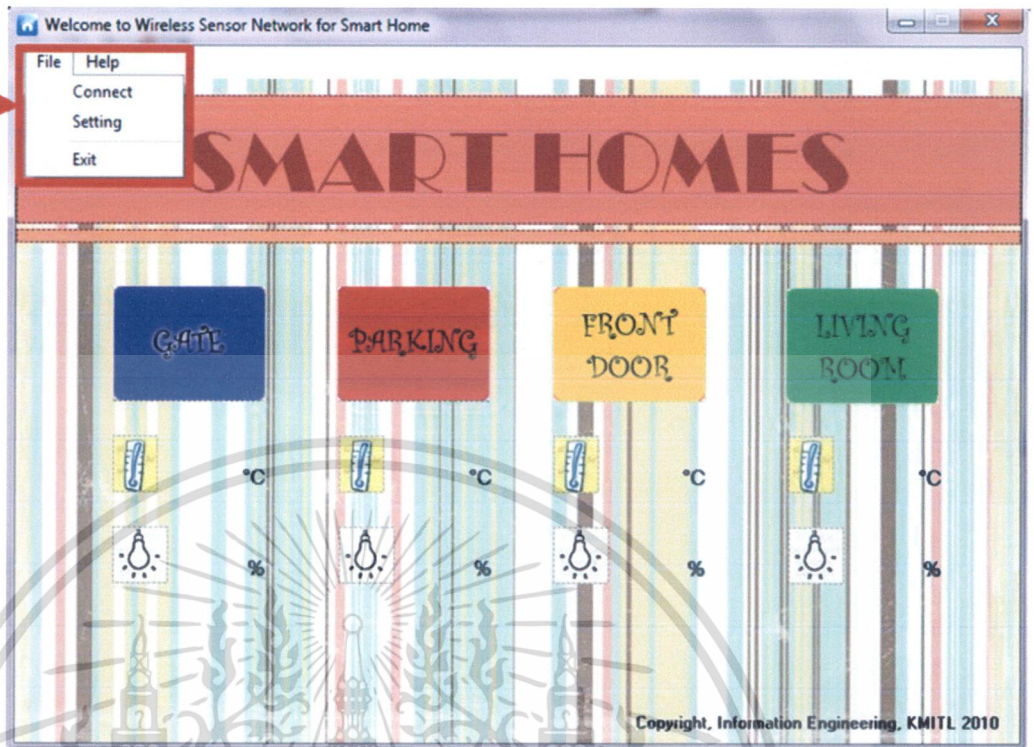 Welcome to Wireless Sensor Network for Smart Home
File Help
Connect
Setting
Exit
SMART HOMES
GATE
PARKING
FRONT
DOOR
LIVING
ROOM
°C °C °C °C
% % % %
Copyright, Information Engineering, KMITL 2010